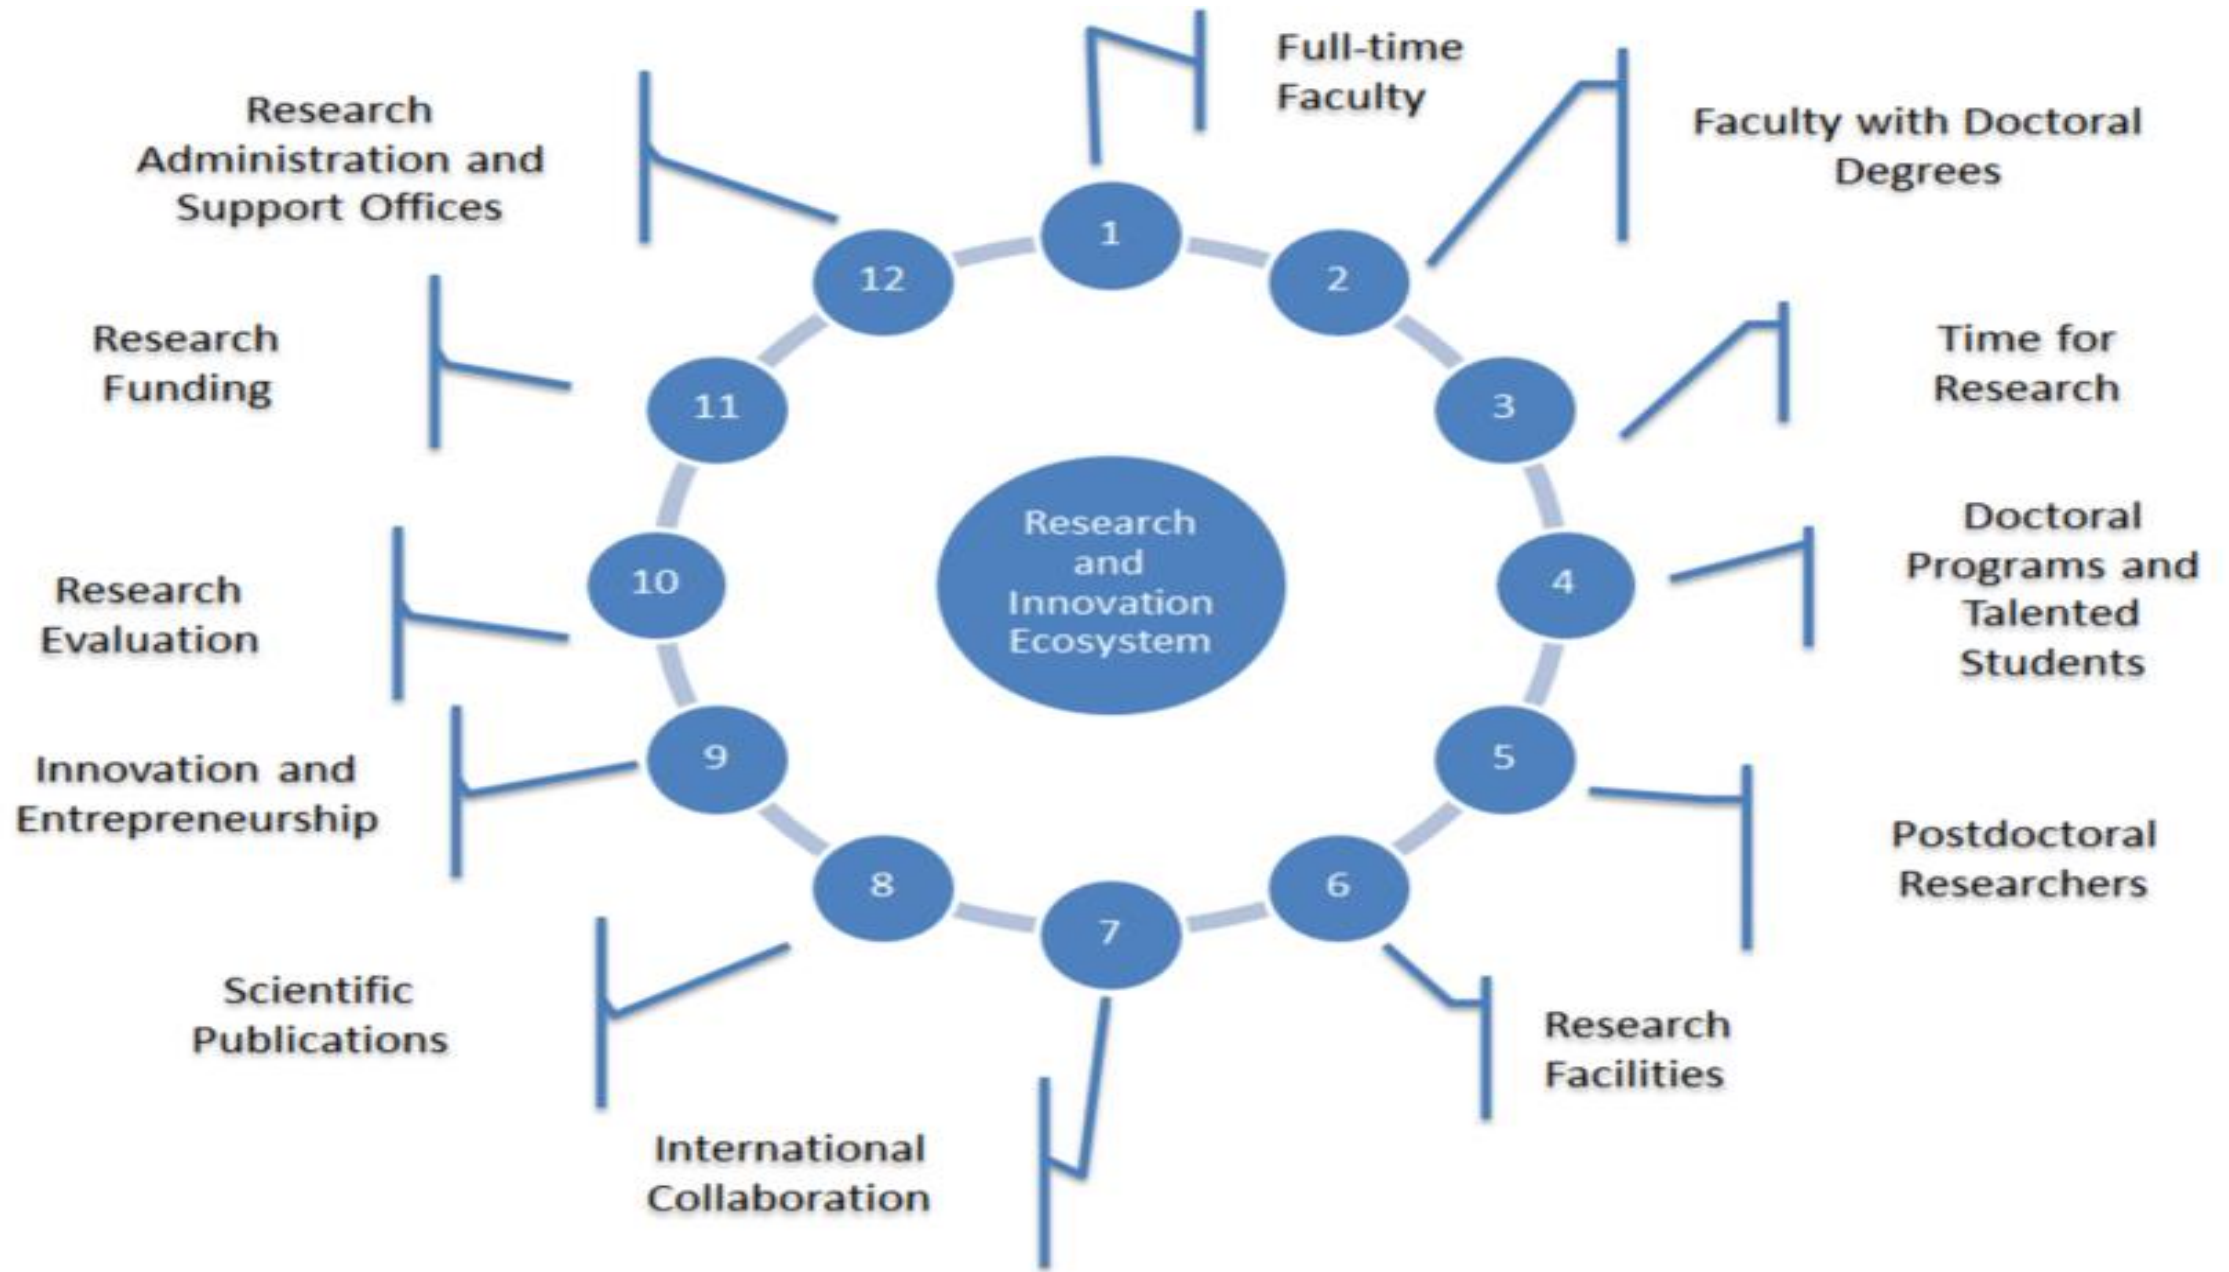 Full-time
Faculty
1
Faculty with Doctoral
Degrees
2
Time for
Research
3
Doctoral
Programs and
Talented
Students
4
Postdoctoral
Researchers
5
Research
Facilities
6
International
Collaboration
7
Scientific
Publications
8
Innovation and
Entrepreneurship
9
Research
Evaluation
10
Research
Funding
11
Research
Administration and
Support Offices
12
Research
and
Innovation
Ecosystem